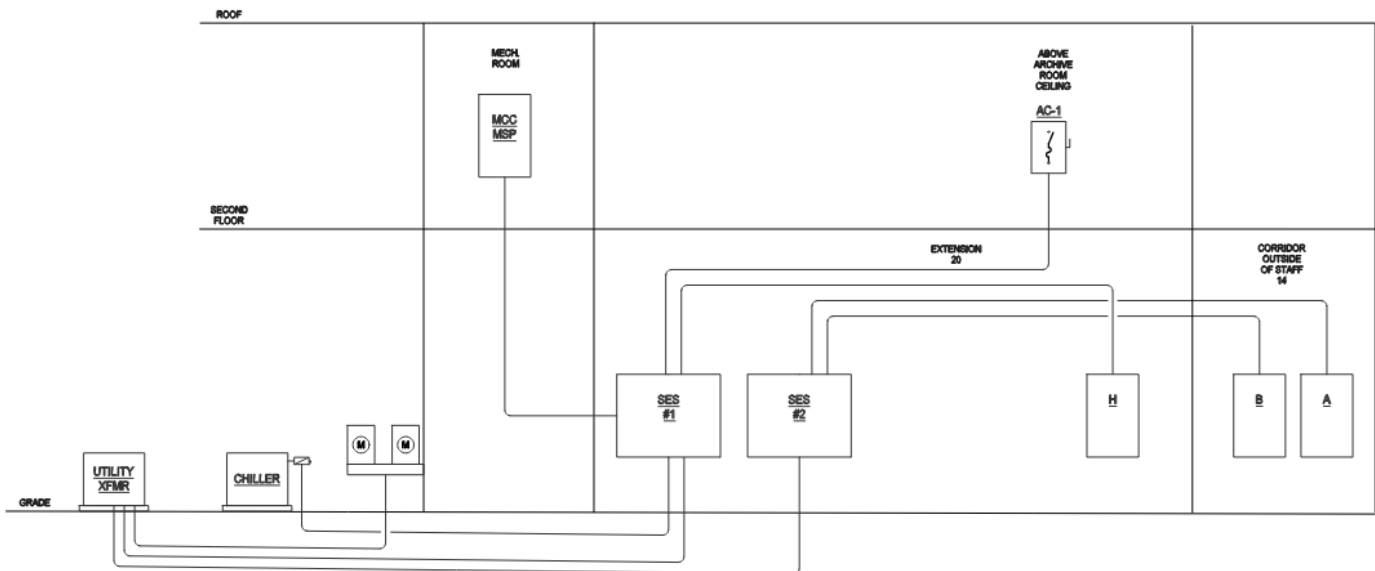 ROOF
MECH.
ROOM
ABOVE
ARCHIVE
ROOM
CEILING
AC-1
MCC
MSP
SECOND
FLOOR
EXTENSION
20
CORRIDOR
OUTSIDE
OF STAFF
14
SES
#1
SES
#2
H
B
A
M
M
UTILITY
XFMR
CHILLER
GRADE